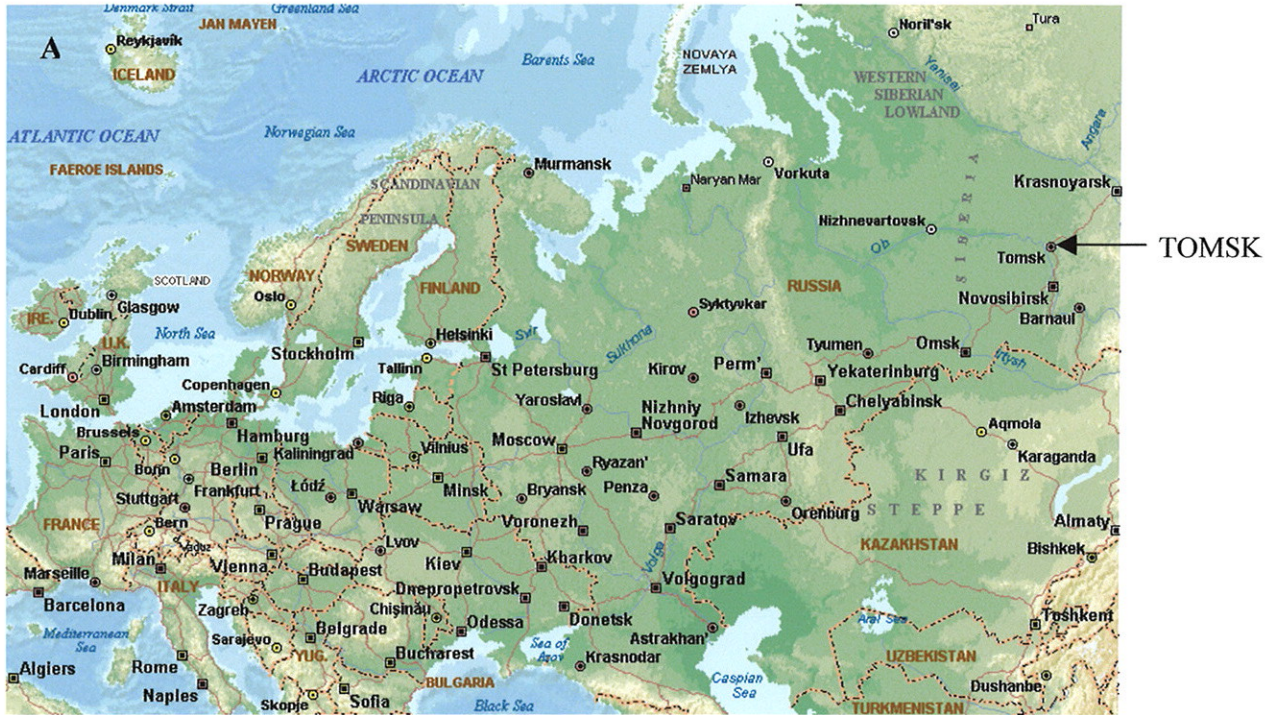 Denmark Strait
Greenland Sea
JAN MAYEN
Noril'sk
Tura
A
Reykjavík
ICELAND
ARCTIC OCEAN
Barents Sea
NOVAYA
ZEMLYA
WESTERN
SIBERIAN
LOWLAND
Yenisei
Angara
ATLANTIC OCEAN
Norwegian Sea
FAEROE ISLANDS
Murmansk
Vorkuta
Naryan Mar
SCANDINAVIAN
PENINSULA
Krasnoyarsk
SIBERIA
Nizhnevartovsk
Ob
Tomsk
TOMSK
SWEDEN
NORWAY
SCOTLAND
FINLAND
RUSSIA
Oslo
Glasgow
IRE.
Dublin
U.K.
North Sea
Novosibirsk
Barnaul
Syktyvkar
Sukhona
Svir
Helsinki
Stockholm
Tallinn
St Petersburg
Birmingham
Cardiff
Tyumen
Omsk
Irtysh
Kirov
Perm'
Yekaterinburg
Copenhagen
London
Amsterdam
Riga
Yaroslavl
Nizhniy
Novgorod
Izhevsk
Chelyabinsk
Brussels
Hamburg
Kaliningrad
Vilnius
Moscow
Ufa
Aqmola
Karaganda
Paris
Bonn
Berlin
Ryazan'
Samara
KIRGIZ
STEPPE
Frankfurt
Łódź
Minsk
Bryansk
Penza
Orenburg
Stuttgart
Warsaw
FRANCE
Bern
Prague
Voronezh
Saratov
Almaty
Vaduz
Lvov
Kiev
Kharkov
Volga
KAZAKHSTAN
Bishkek
Milan
Vienna
Budapest
Marseille
ITALY
Dnepropetrovsk
Volgograd
Barcelona
Zagreb
Chişinău
Odessa
Donetsk
Aral Sea
Toshkent
Mediterranean
Sea
Sarajevo
Belgrade
Astrakhan'
YUG.
Sea of
Azov
Krasnodar
UZBEKISTAN
Algiers
Rome
Bucharest
Caspian
Sea
Dushanbe
Naples
Skopje
Sofia
BULGARIA
Black Sea
TURKMENISTAN